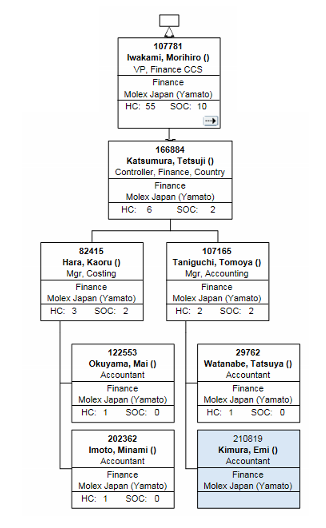 107781
Iwakami, Morihiro ()
VP, Finance CCS
Finance
Molex Japan (Yamato)
HC: 55 SOC: 10
166884
Katsumura, Tetsuji ()
Controller, Finance, Country
Finance
Molex Japan (Yamato)
HC: 6 SOC: 2
82415
Hara, Kaoru ()
Mgr, Costing
Finance
Molex Japan (Yamato)
HC: 3 SOC: 2
107165
Taniguchi, Tomoya ()
Mgr, Accounting
Finance
Molex Japan (Yamato)
HC: 2 SOC: 2
122553
Okuyama, Mai ()
Accountant
Finance
Molex Japan (Yamato)
HC: 1 SOC: 0
29762
Watanabe, Tatsuya ()
Accountant
Finance
Molex Japan (Yamato)
HC: 1 SOC: 0
202362
Imoto, Minami ()
Accountant
Finance
Molex Japan (Yamato)
HC: 1 SOC: 0
210819
Kimura, Emi ()
Accountant
Finance
Molex Japan (Yamato)